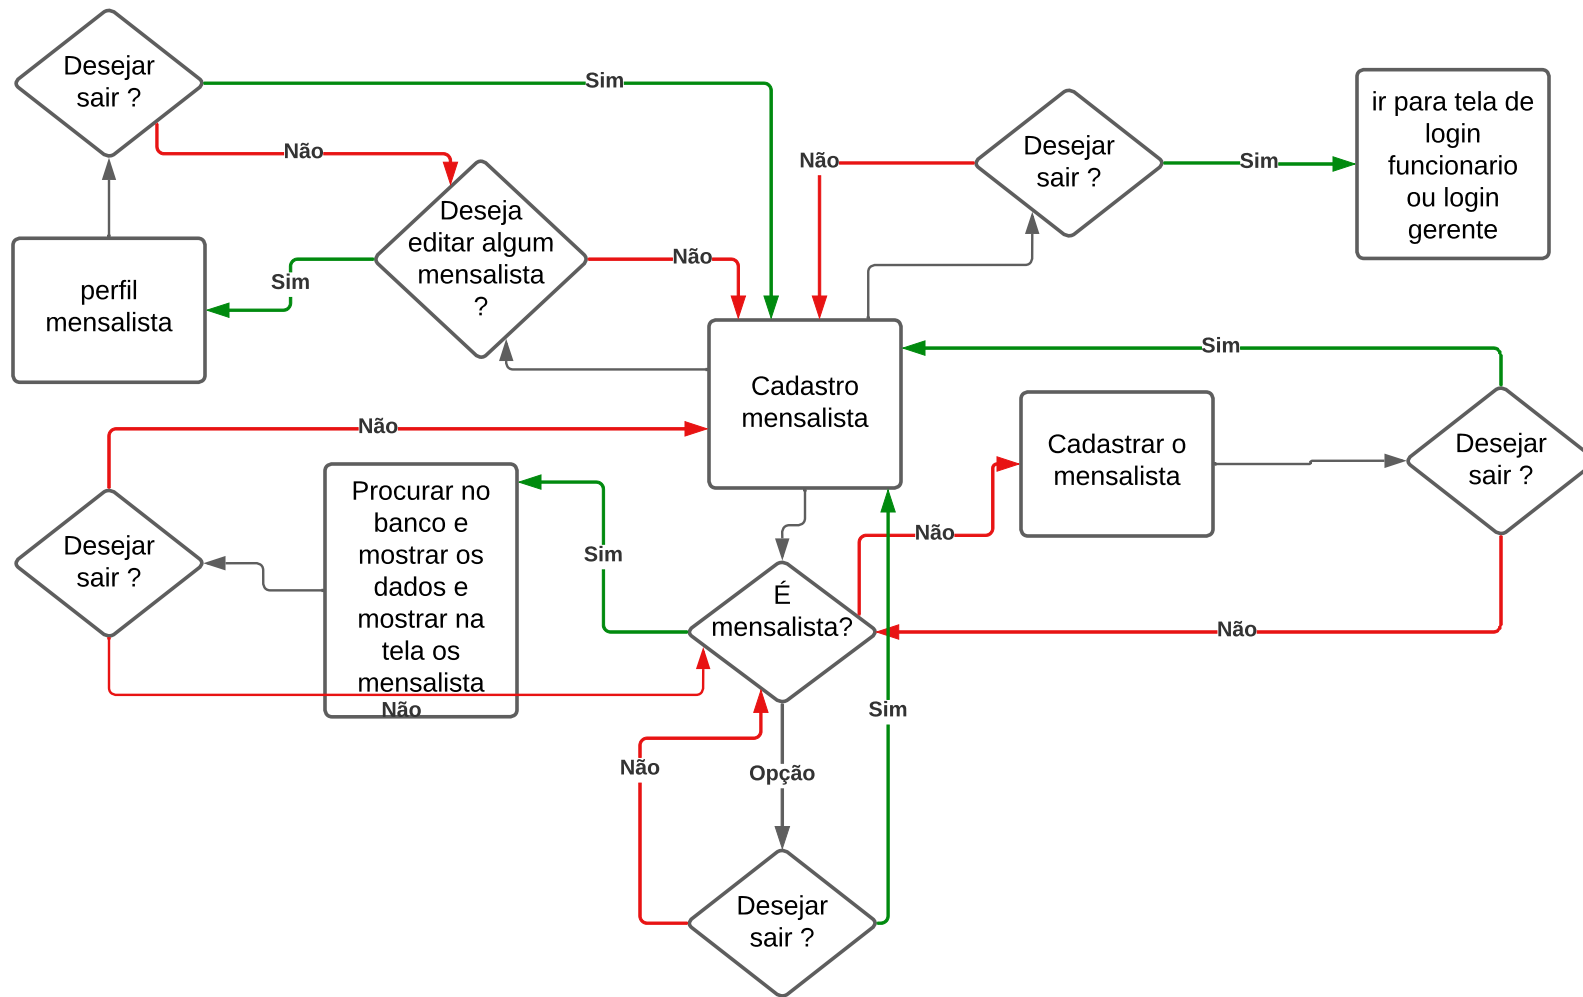 Desejar
sair ?
Sim
Não
Deseja
editar algum
mensalista
?
Sim
Não
perfil
mensalista
Desejar
sair ?
Não
Sim
ir para tela de
login
funcionario
ou login
gerente
Cadastro
mensalista
Sim
Cadastrar o
mensalista
Desejar
sair ?
Não
Desejar
sair ?
Procurar no
banco e
mostrar os
dados e
mostrar na
tela os
mensalista
Não
Sim
Não
É
mensalista?
Não
Sim
Não
Opção
Desejar
sair ?